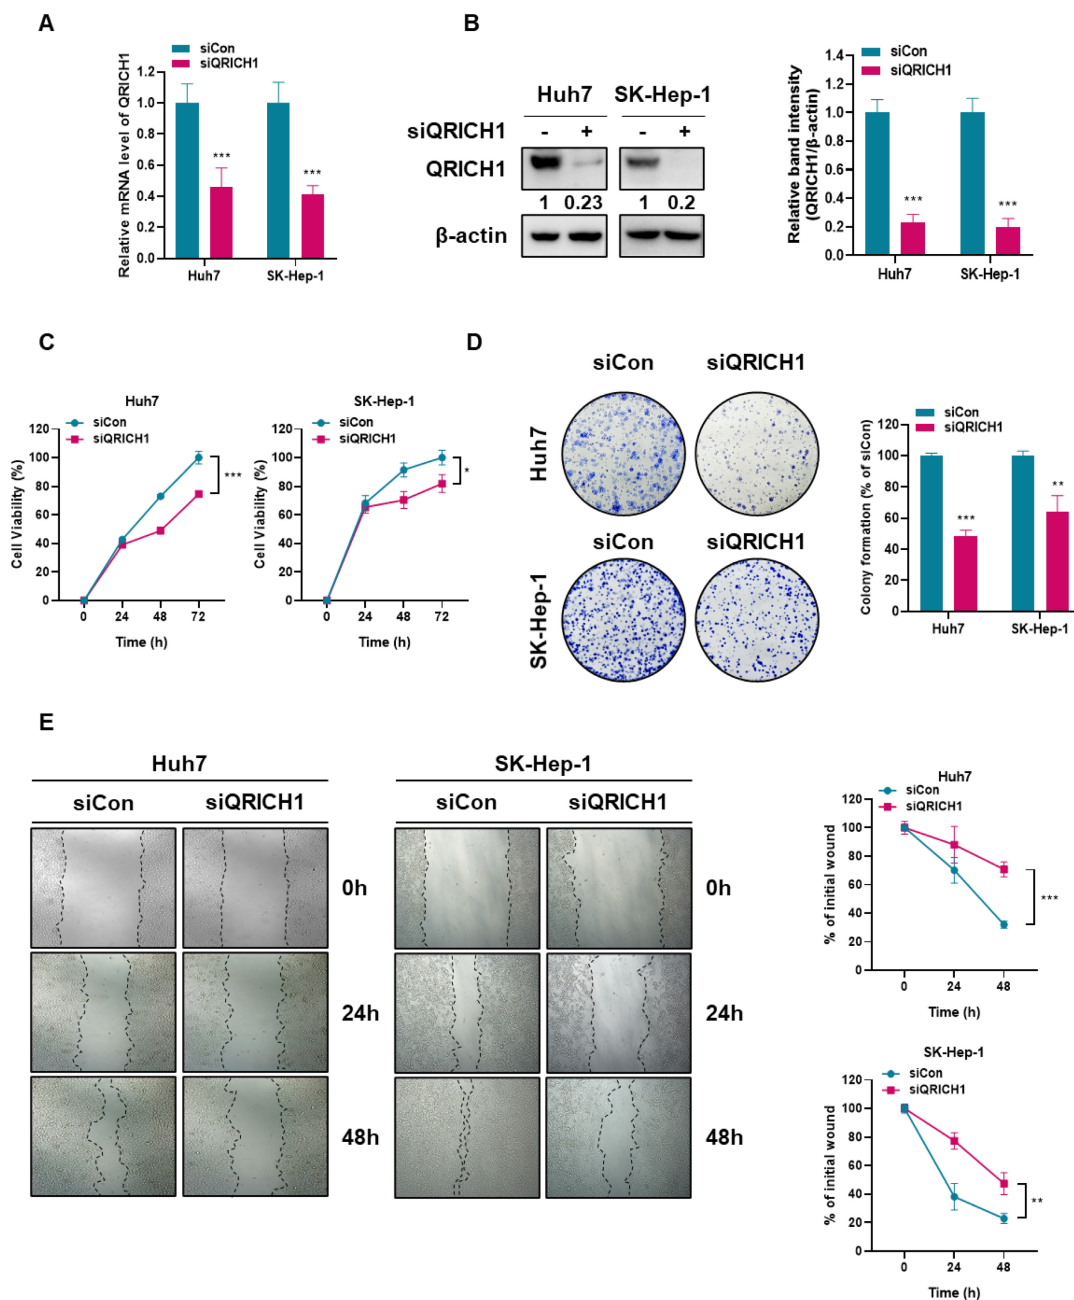 A
siCon
siQRICH1
Relative mRNA level of QRICH1
1.2
1.0
0.8
0.6
0.4
0.2
0.0
***
***
Huh7 SK-Hep-1
B
Huh7 SK-Hep-1
siQRICH1 - + - +
QRICH1
1 0.23 1 0.2
β-actin
siCon
siQRICH1
Relative band intensity
(QRICH1/β-actin)
1.4
1.2
1.0
0.8
0.6
0.4
0.2
0.0
***
***
Huh7 SK-Hep-1
C
Huh7
siCon
siQRICH1
Cell Viability (%)
120
100
80
60
40
20
0
***
0 24 48 72
Time (h)
SK-Hep-1
siCon
siQRICH1
Cell Viability (%)
120
100
80
60
40
20
0
*
0 24 48 72
Time (h)
D
siCon siQRICH1
Huh7
siCon siQRICH1
SK-Hep-1
siCon
siQRICH1
Colony formation (% of siCon)
120
100
80
60
40
20
0
***
**
Huh7 SK-Hep-1
E
Huh7
siCon siQRICH1
0h
24h
48h
SK-Hep-1
siCon siQRICH1
0h
24h
48h
Huh7
siCon
siQRICH1
% of initial wound
120
100
80
60
40
20
0
***
0 24 48
Time (h)
SK-Hep-1
siCon
siQRICH1
% of initial wound
120
100
80
60
40
20
0
**
0 24 48
Time (h)